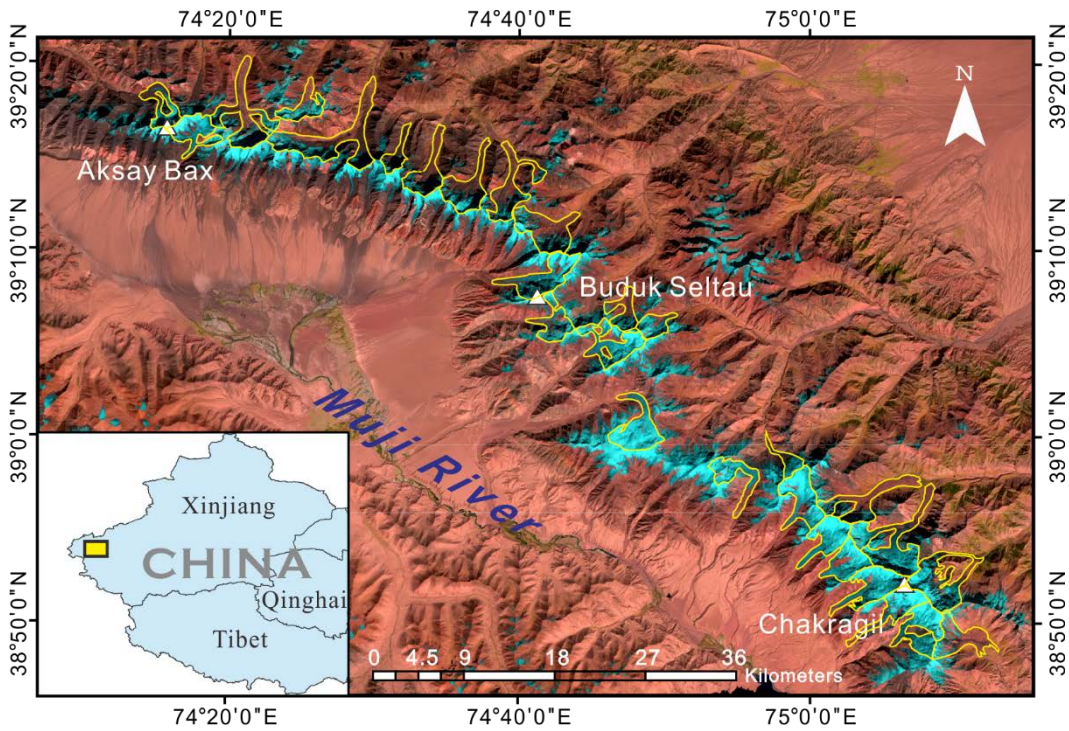 74°20'0"E 74°40'0"E 75°0'0"E
39°20'0"N 39°20'0"N
N
Aksay Bax
39°10'0"N 39°10'0"N
Buduk Seltau
Muji River
39°0'0"N 39°0'0"N
Xinjiang
CHINA
Qinghai
Tibet
38°50'0"N 38°50'0"N
Chakragil
0 4.5 9 18 27 36
Kilometers
74°20'0"E 74°40'0"E 75°0'0"E